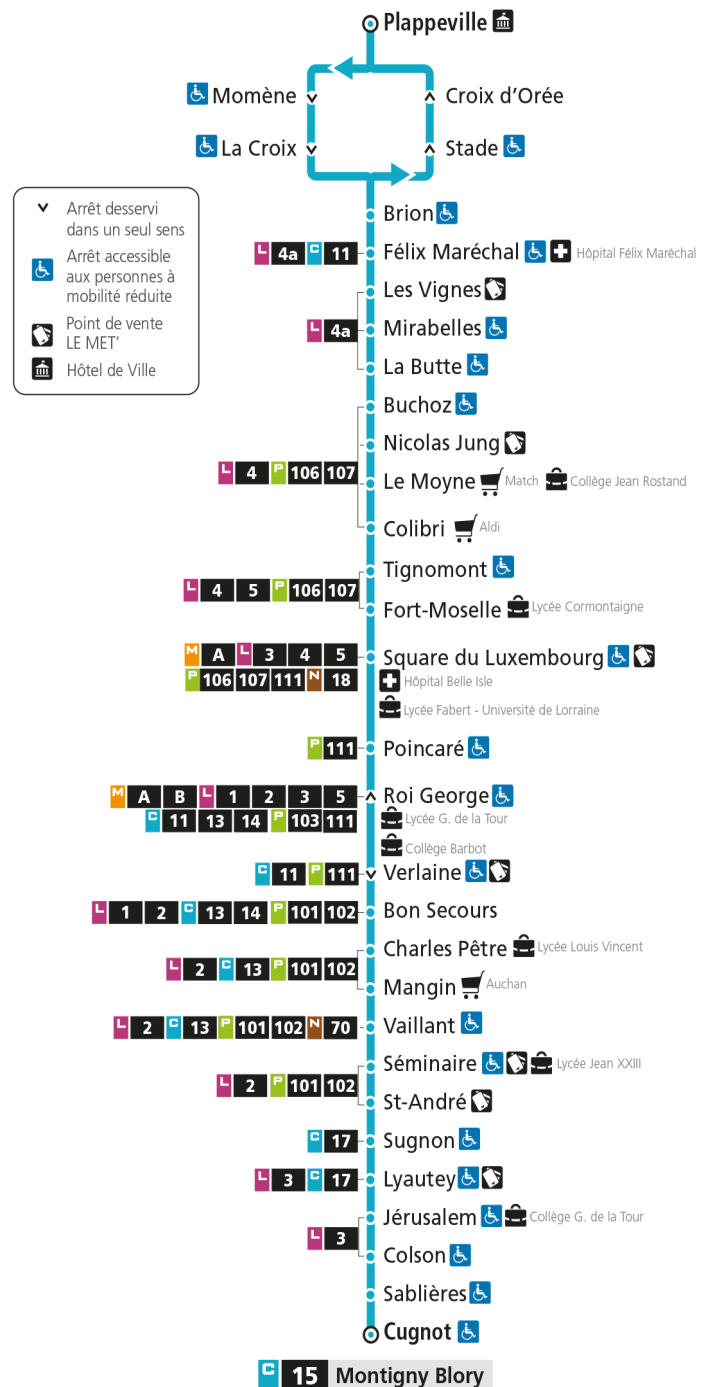 Plappeville
Momène
Croix d'Orée
La Croix
Stade
Arrêt desservi
dans un seul sens
Arrêt accessible
aux personnes à
mobilité réduite
Point de vente
LE MET'
Hôtel de Ville
Brion
L 4a C 11 Félix Maréchal Hôpital Félix Maréchal
Les Vignes
L 4a Mirabelles
La Butte
Buchoz
Nicolas Jung
L 4 P 106 107 Le Moyne Match Collège Jean Rostand
Colibri Aldi
Tignomont
L 4 5 P 106 107
Fort-Moselle Lycée Cormontaigne
M A L 3 4 5 Square du Luxembourg
P 106 107 111 N 18 Hôpital Belle Isle
Lycée Fabert - Université de Lorraine
P 111 Poincaré
M A B L 1 2 3 5 Roi George
C 11 13 14 P 103 111 Lycée G. de la Tour
Collège Barbot
C 11 P 111 Verlaine
L 1 2 C 13 14 P 101 102 Bon Secours
Charles Pêtre Lycée Louis Vincent
L 2 C 13 P 101 102
Mangin Auchan
L 2 C 13 P 101 102 N 70 Vaillant
Séminaire Lycée Jean XXIII
L 2 P 101 102
St-André
C 17 Sugnon
L 3 C 17 Lyautey
Jérusalem Collège G. de la Tour
L 3
Colson
Sablières
Cugnot
C 15 Montigny Blory